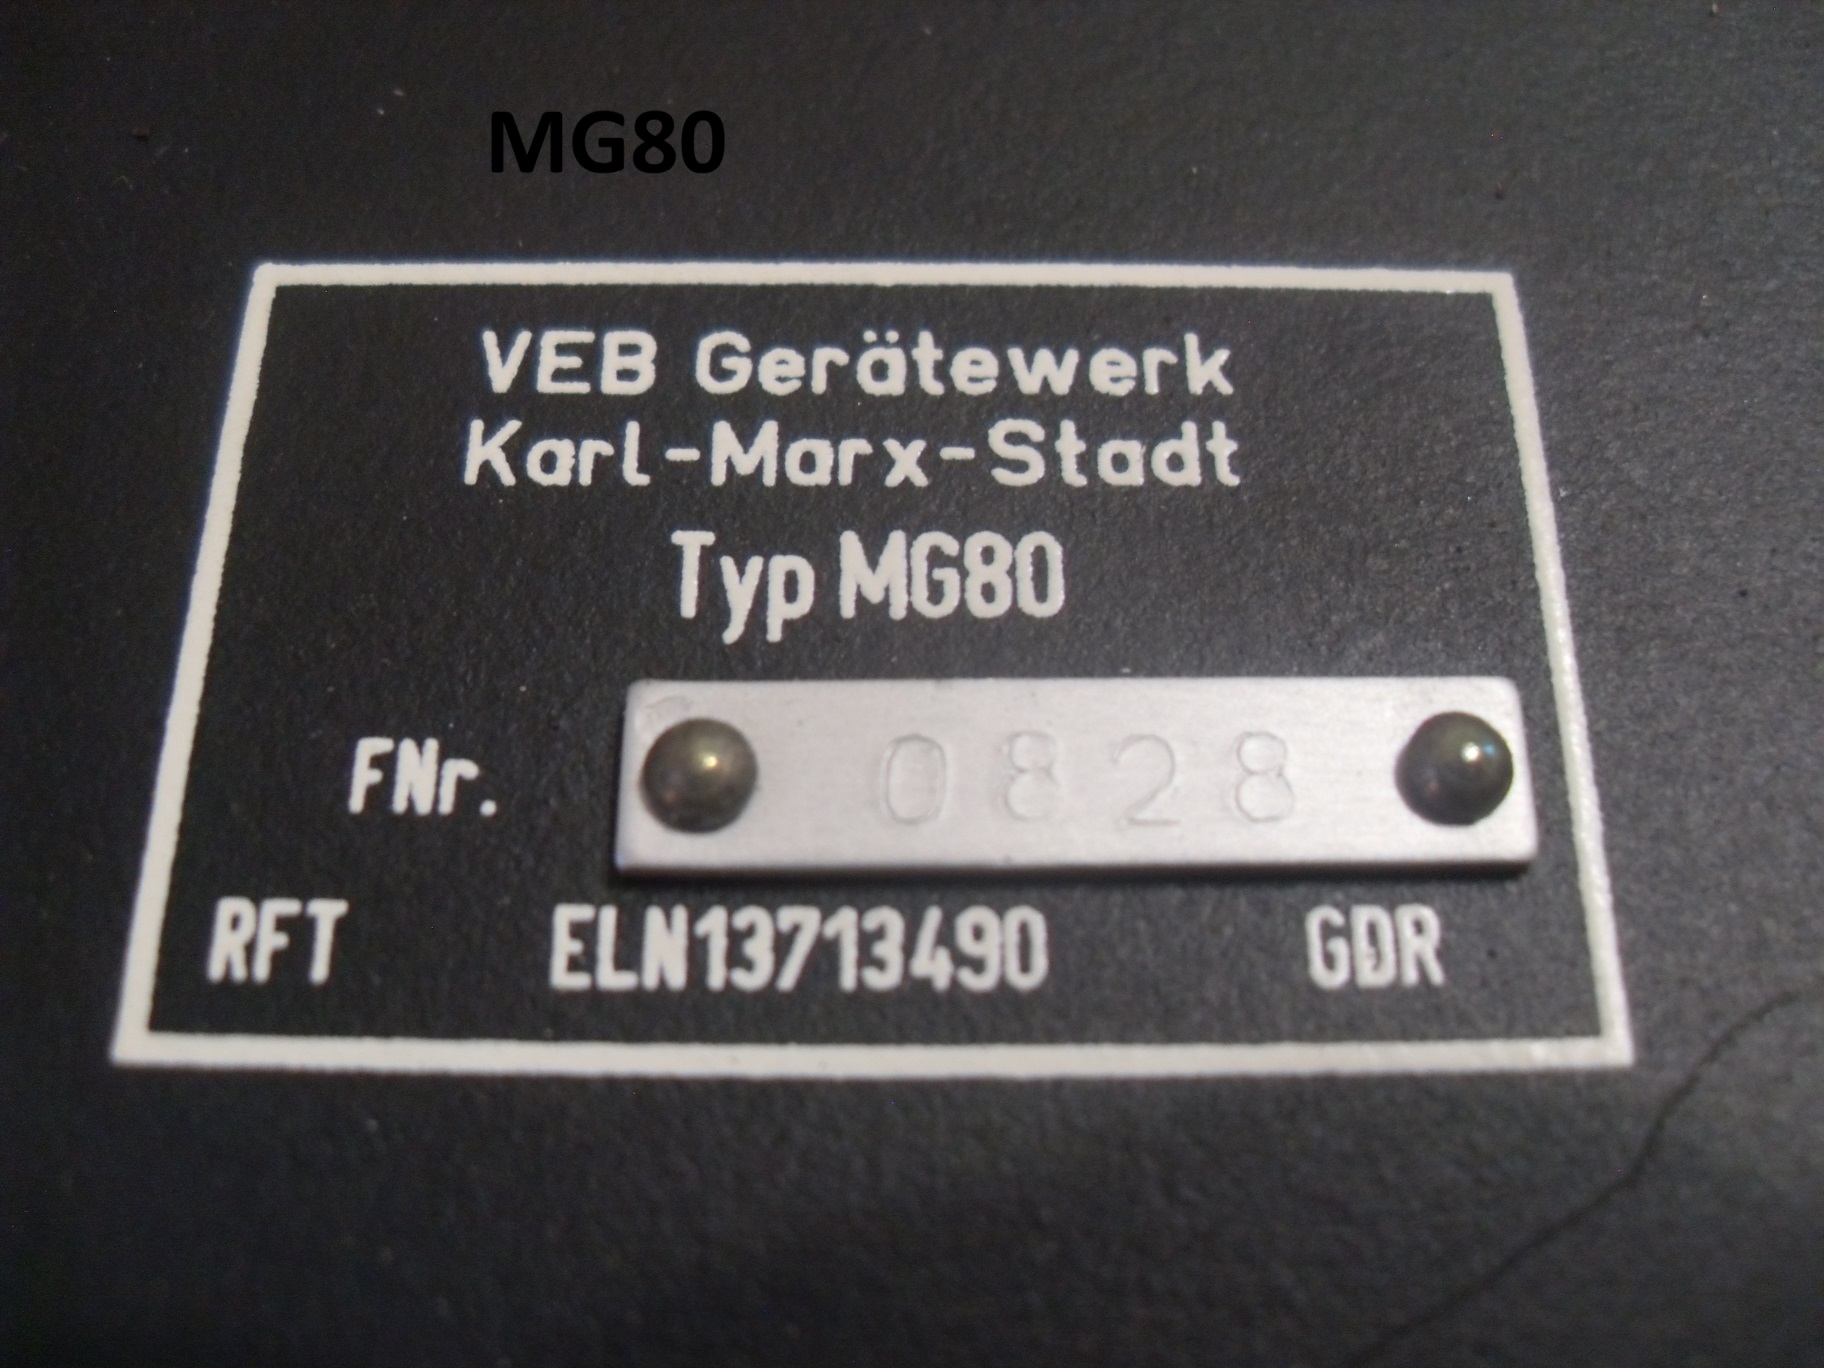 MG80
VEB Gerätewerk
Karl-Marx-Stadt
Typ MG80
FNr. 0828
RFT ELN13713490 GDR